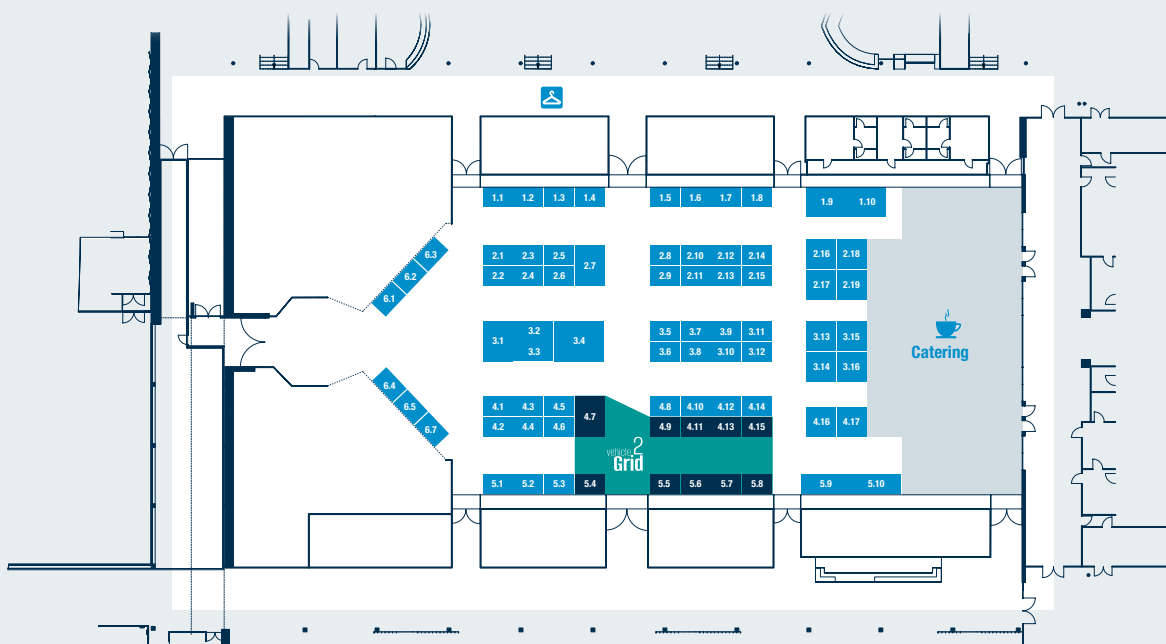 1.1 1.2 1.3 1.4 1.5 1.6 1.7 1.8 1.9 1.10
6.3
6.2
6.1
2.1 2.3 2.5 2.7 2.8 2.10 2.12 2.14 2.16 2.18
2.2 2.4 2.6 2.9 2.11 2.13 2.15 2.17 2.19
3.1 3.2 3.4 3.5 3.7 3.9 3.11 3.13 3.15
3.3 3.6 3.8 3.10 3.12 3.14 3.16
Catering
6.4
6.5
6.7
4.1 4.3 4.5 4.7 4.8 4.10 4.12 4.14
4.2 4.4 4.6 4.9 4.11 4.13 4.15 4.16 4.17
vehicle 2
Grid
5.1 5.2 5.3 5.4 5.5 5.6 5.7 5.8 5.9 5.10